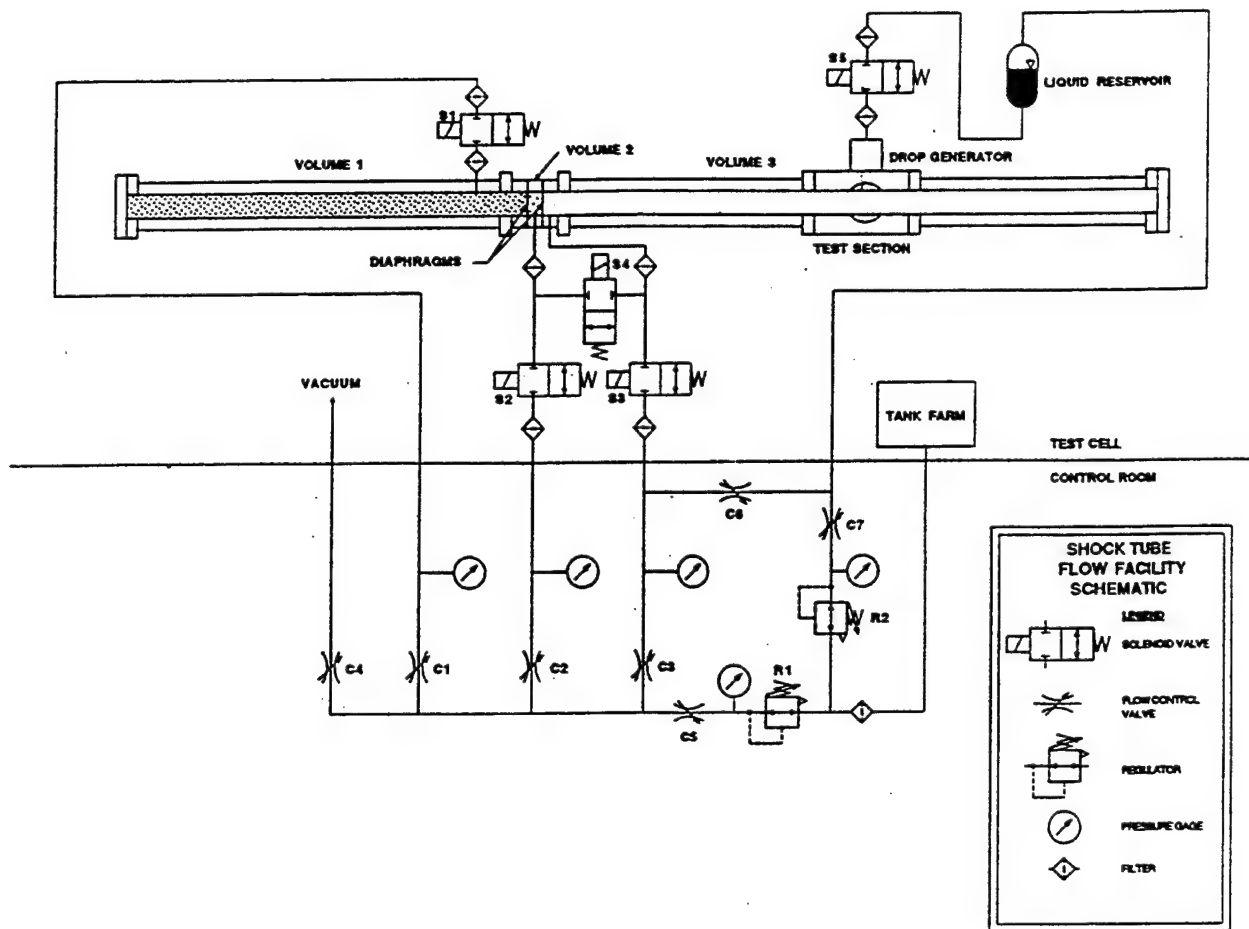 S5
LIQUID RESERVOIR
S1
VOLUME 1
VOLUME 2
VOLUME 3
DROP GENERATOR
DIAPHRAGMS
S4
TEST SECTION
VACUUM
S2
S3
TANK FARM
TEST CELL
CONTROL ROOM
C6
C7
R2
C4
C1
C2
C3
R1
C5
SHOCK TUBE
FLOW FACILITY
SCHEMATIC
LEGEND
SOLENOID VALVE
FLOW CONTROL
VALVE
REGULATOR
PRESSURE GAGE
FILTER